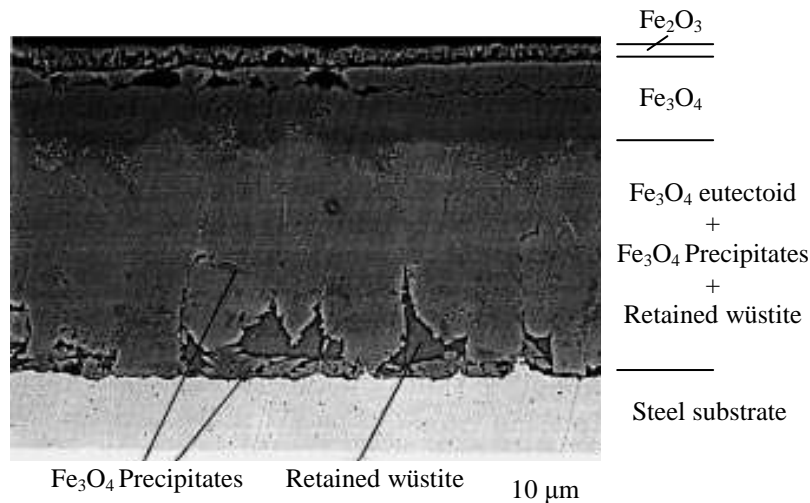 Fe₂O₃
Fe₃O₄
Fe₃O₄ eutectoid
+
Fe₃O₄ Precipitates
+
Retained wüstite
Steel substrate
Fe₃O₄ Precipitates
Retained wüstite
10 μm